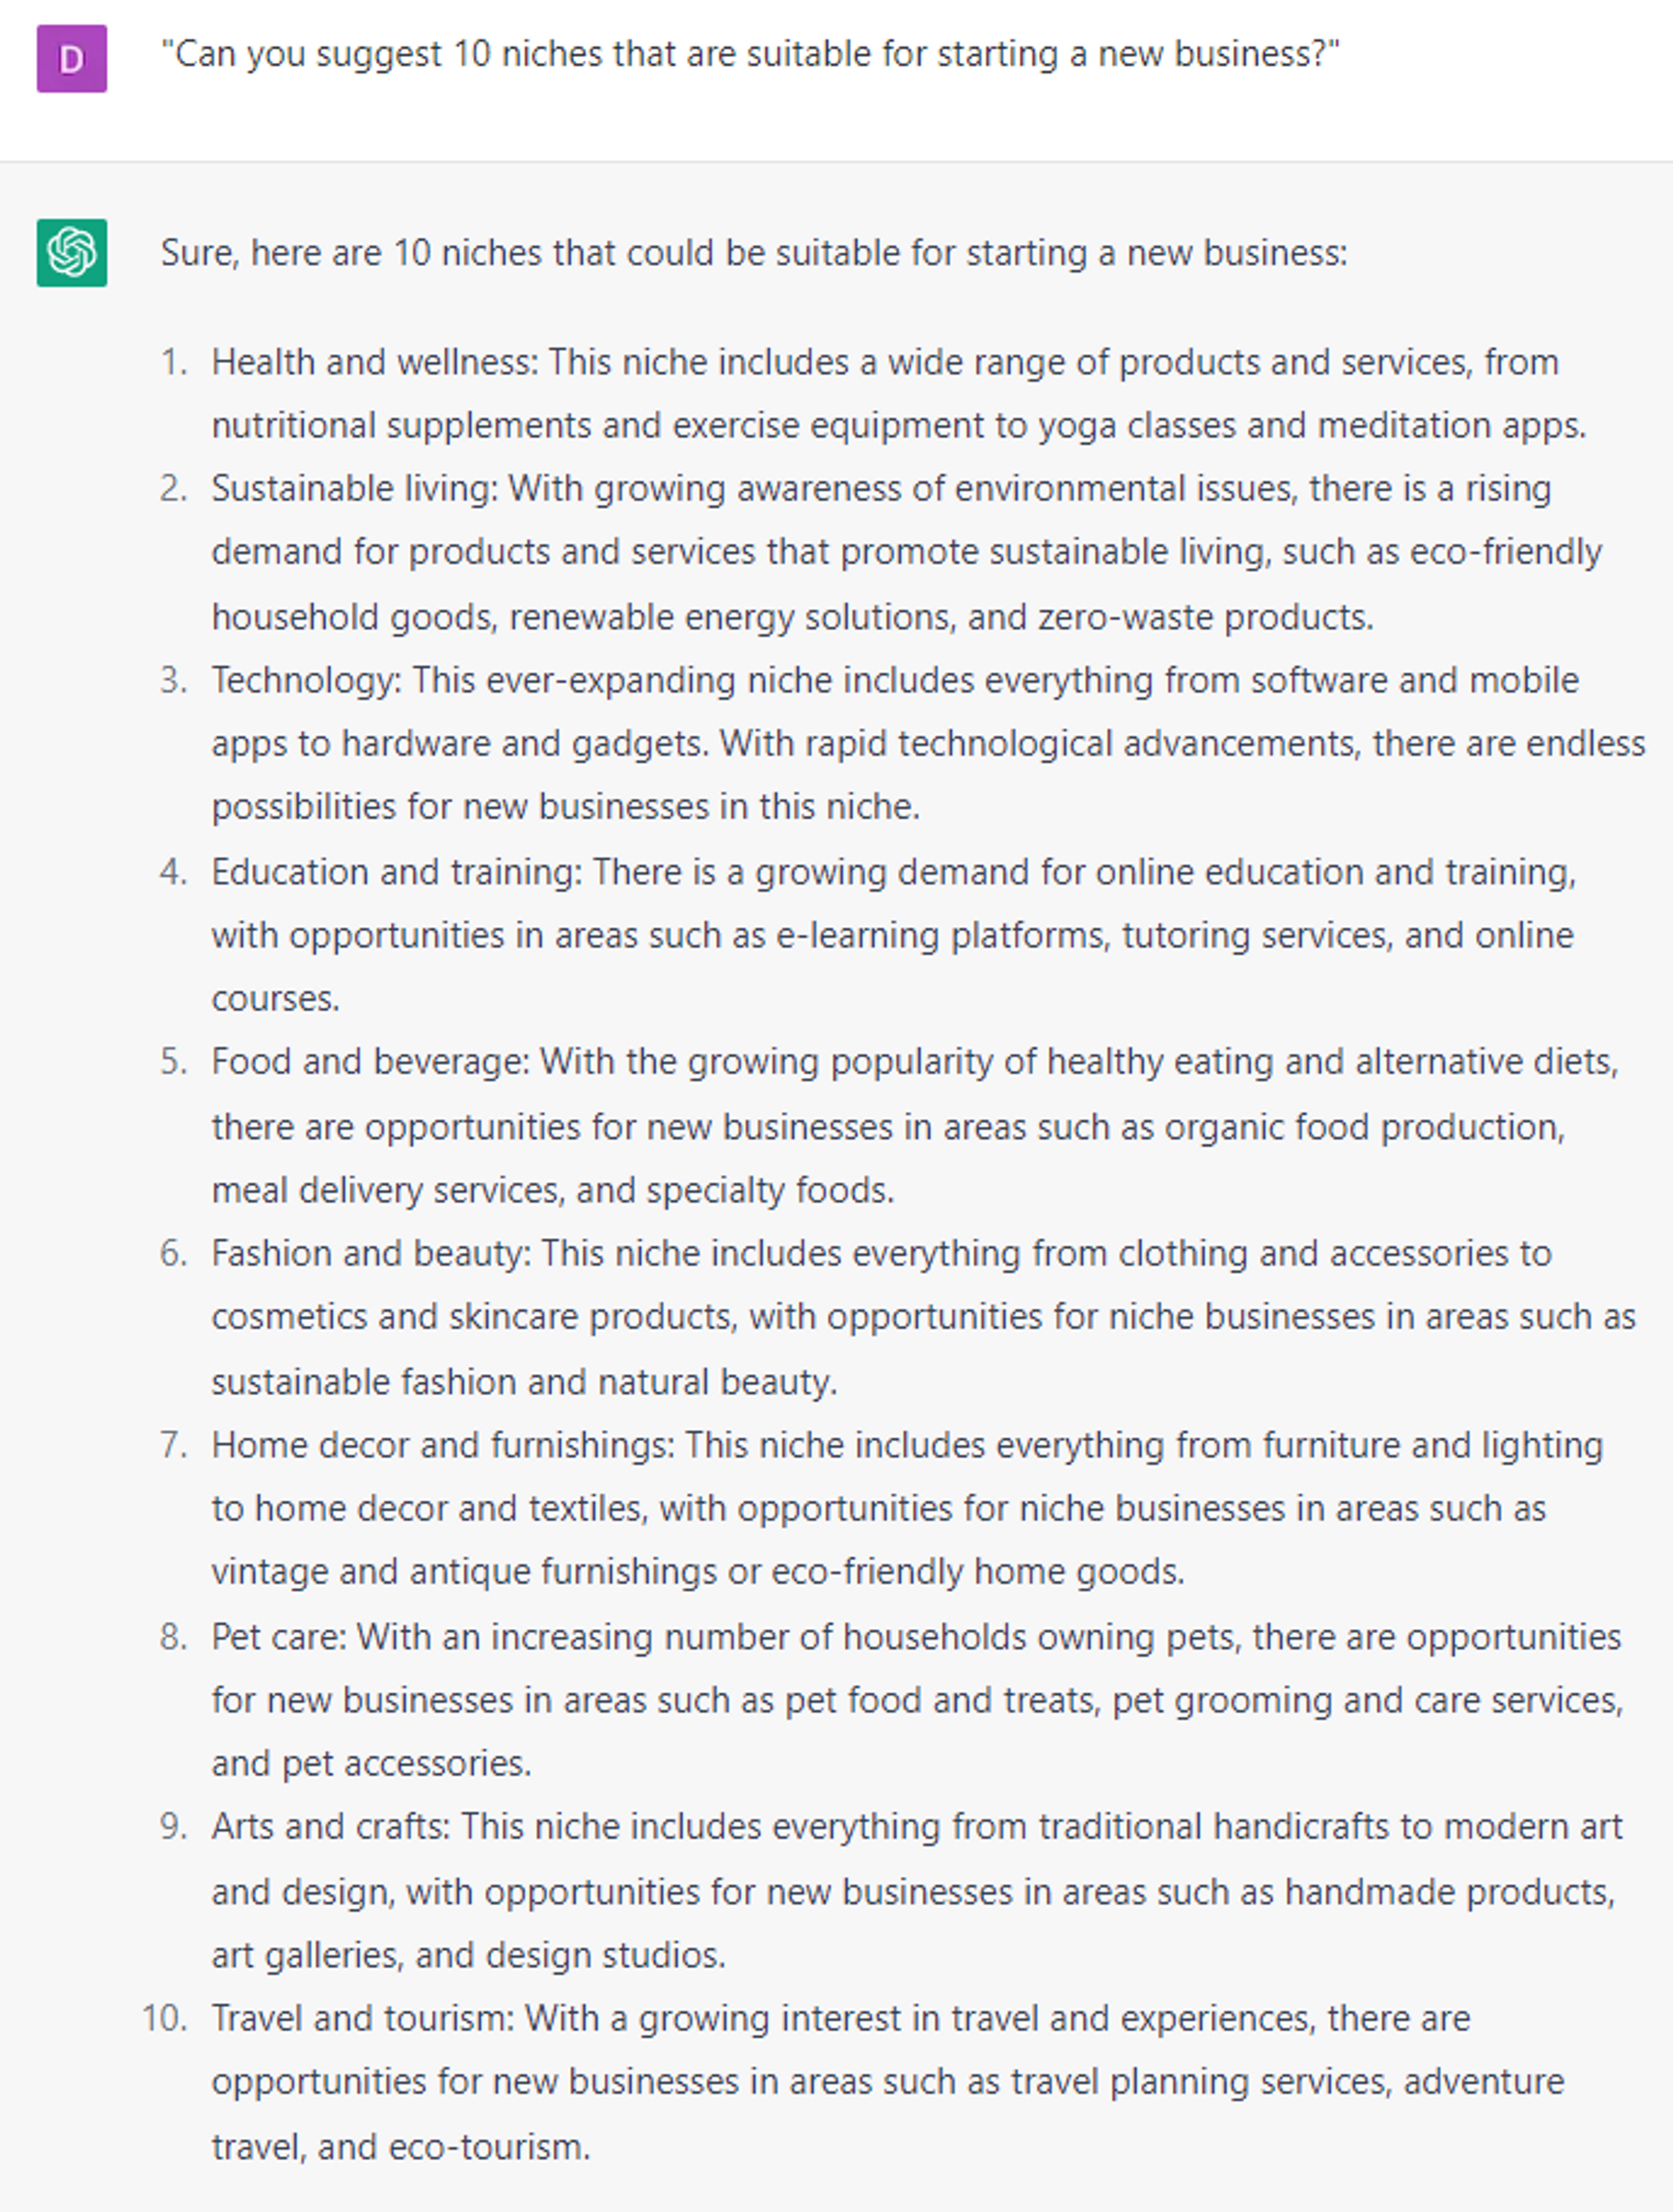 D
"Can you suggest 10 niches that are suitable for starting a new business?"
Sure, here are 10 niches that could be suitable for starting a new business:
1. Health and wellness: This niche includes a wide range of products and services, from
nutritional supplements and exercise equipment to yoga classes and meditation apps.
2. Sustainable living: With growing awareness of environmental issues, there is a rising
demand for products and services that promote sustainable living, such as eco-friendly
household goods, renewable energy solutions, and zero-waste products.
3. Technology: This ever-expanding niche includes everything from software and mobile
apps to hardware and gadgets. With rapid technological advancements, there are endless
possibilities for new businesses in this niche.
4. Education and training: There is a growing demand for online education and training,
with opportunities in areas such as e-learning platforms, tutoring services, and online
courses.
5. Food and beverage: With the growing popularity of healthy eating and alternative diets,
there are opportunities for new businesses in areas such as organic food production,
meal delivery services, and specialty foods.
6. Fashion and beauty: This niche includes everything from clothing and accessories to
cosmetics and skincare products, with opportunities for niche businesses in areas such as
sustainable fashion and natural beauty.
7. Home decor and furnishings: This niche includes everything from furniture and lighting
to home decor and textiles, with opportunities for niche businesses in areas such as
vintage and antique furnishings or eco-friendly home goods.
8. Pet care: With an increasing number of households owning pets, there are opportunities
for new businesses in areas such as pet food and treats, pet grooming and care services,
and pet accessories.
9. Arts and crafts: This niche includes everything from traditional handicrafts to modern art
and design, with opportunities for new businesses in areas such as handmade products,
art galleries, and design studios.
10. Travel and tourism: With a growing interest in travel and experiences, there are
opportunities for new businesses in areas such as travel planning services, adventure
travel, and eco-tourism.